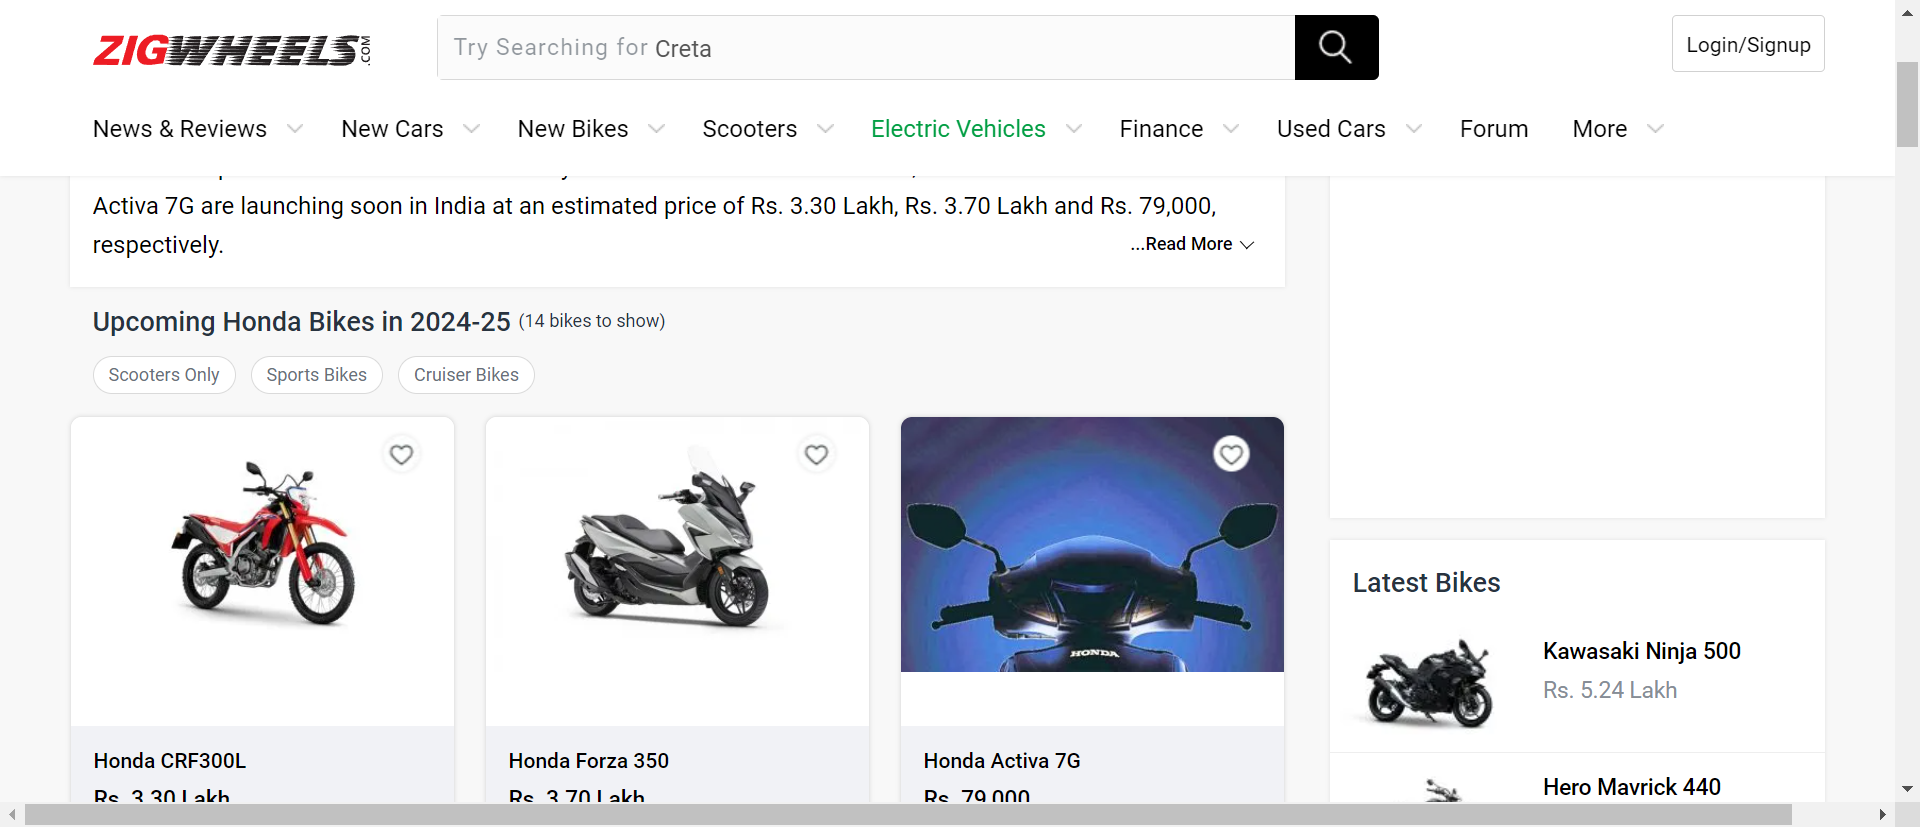 ZIGWHEELS.COM
Try Searching for Creta
Login/Signup
News & Reviews
New Cars
New Bikes
Scooters
Electric Vehicles
Finance
Used Cars
Forum
More
Activa 7G are launching soon in India at an estimated price of Rs. 3.30 Lakh, Rs. 3.70 Lakh and Rs. 79,000,
respectively.
...Read More
Upcoming Honda Bikes in 2024-25 (14 bikes to show)
Scooters Only
Sports Bikes
Cruiser Bikes
HONDA
Honda CRF300L
Rs. 3.30 Lakh
Honda Forza 350
Rs. 3.70 Lakh
Honda Activa 7G
Rs. 79,000
Latest Bikes
Kawasaki Ninja 500
Rs. 5.24 Lakh
Hero Mavrick 440